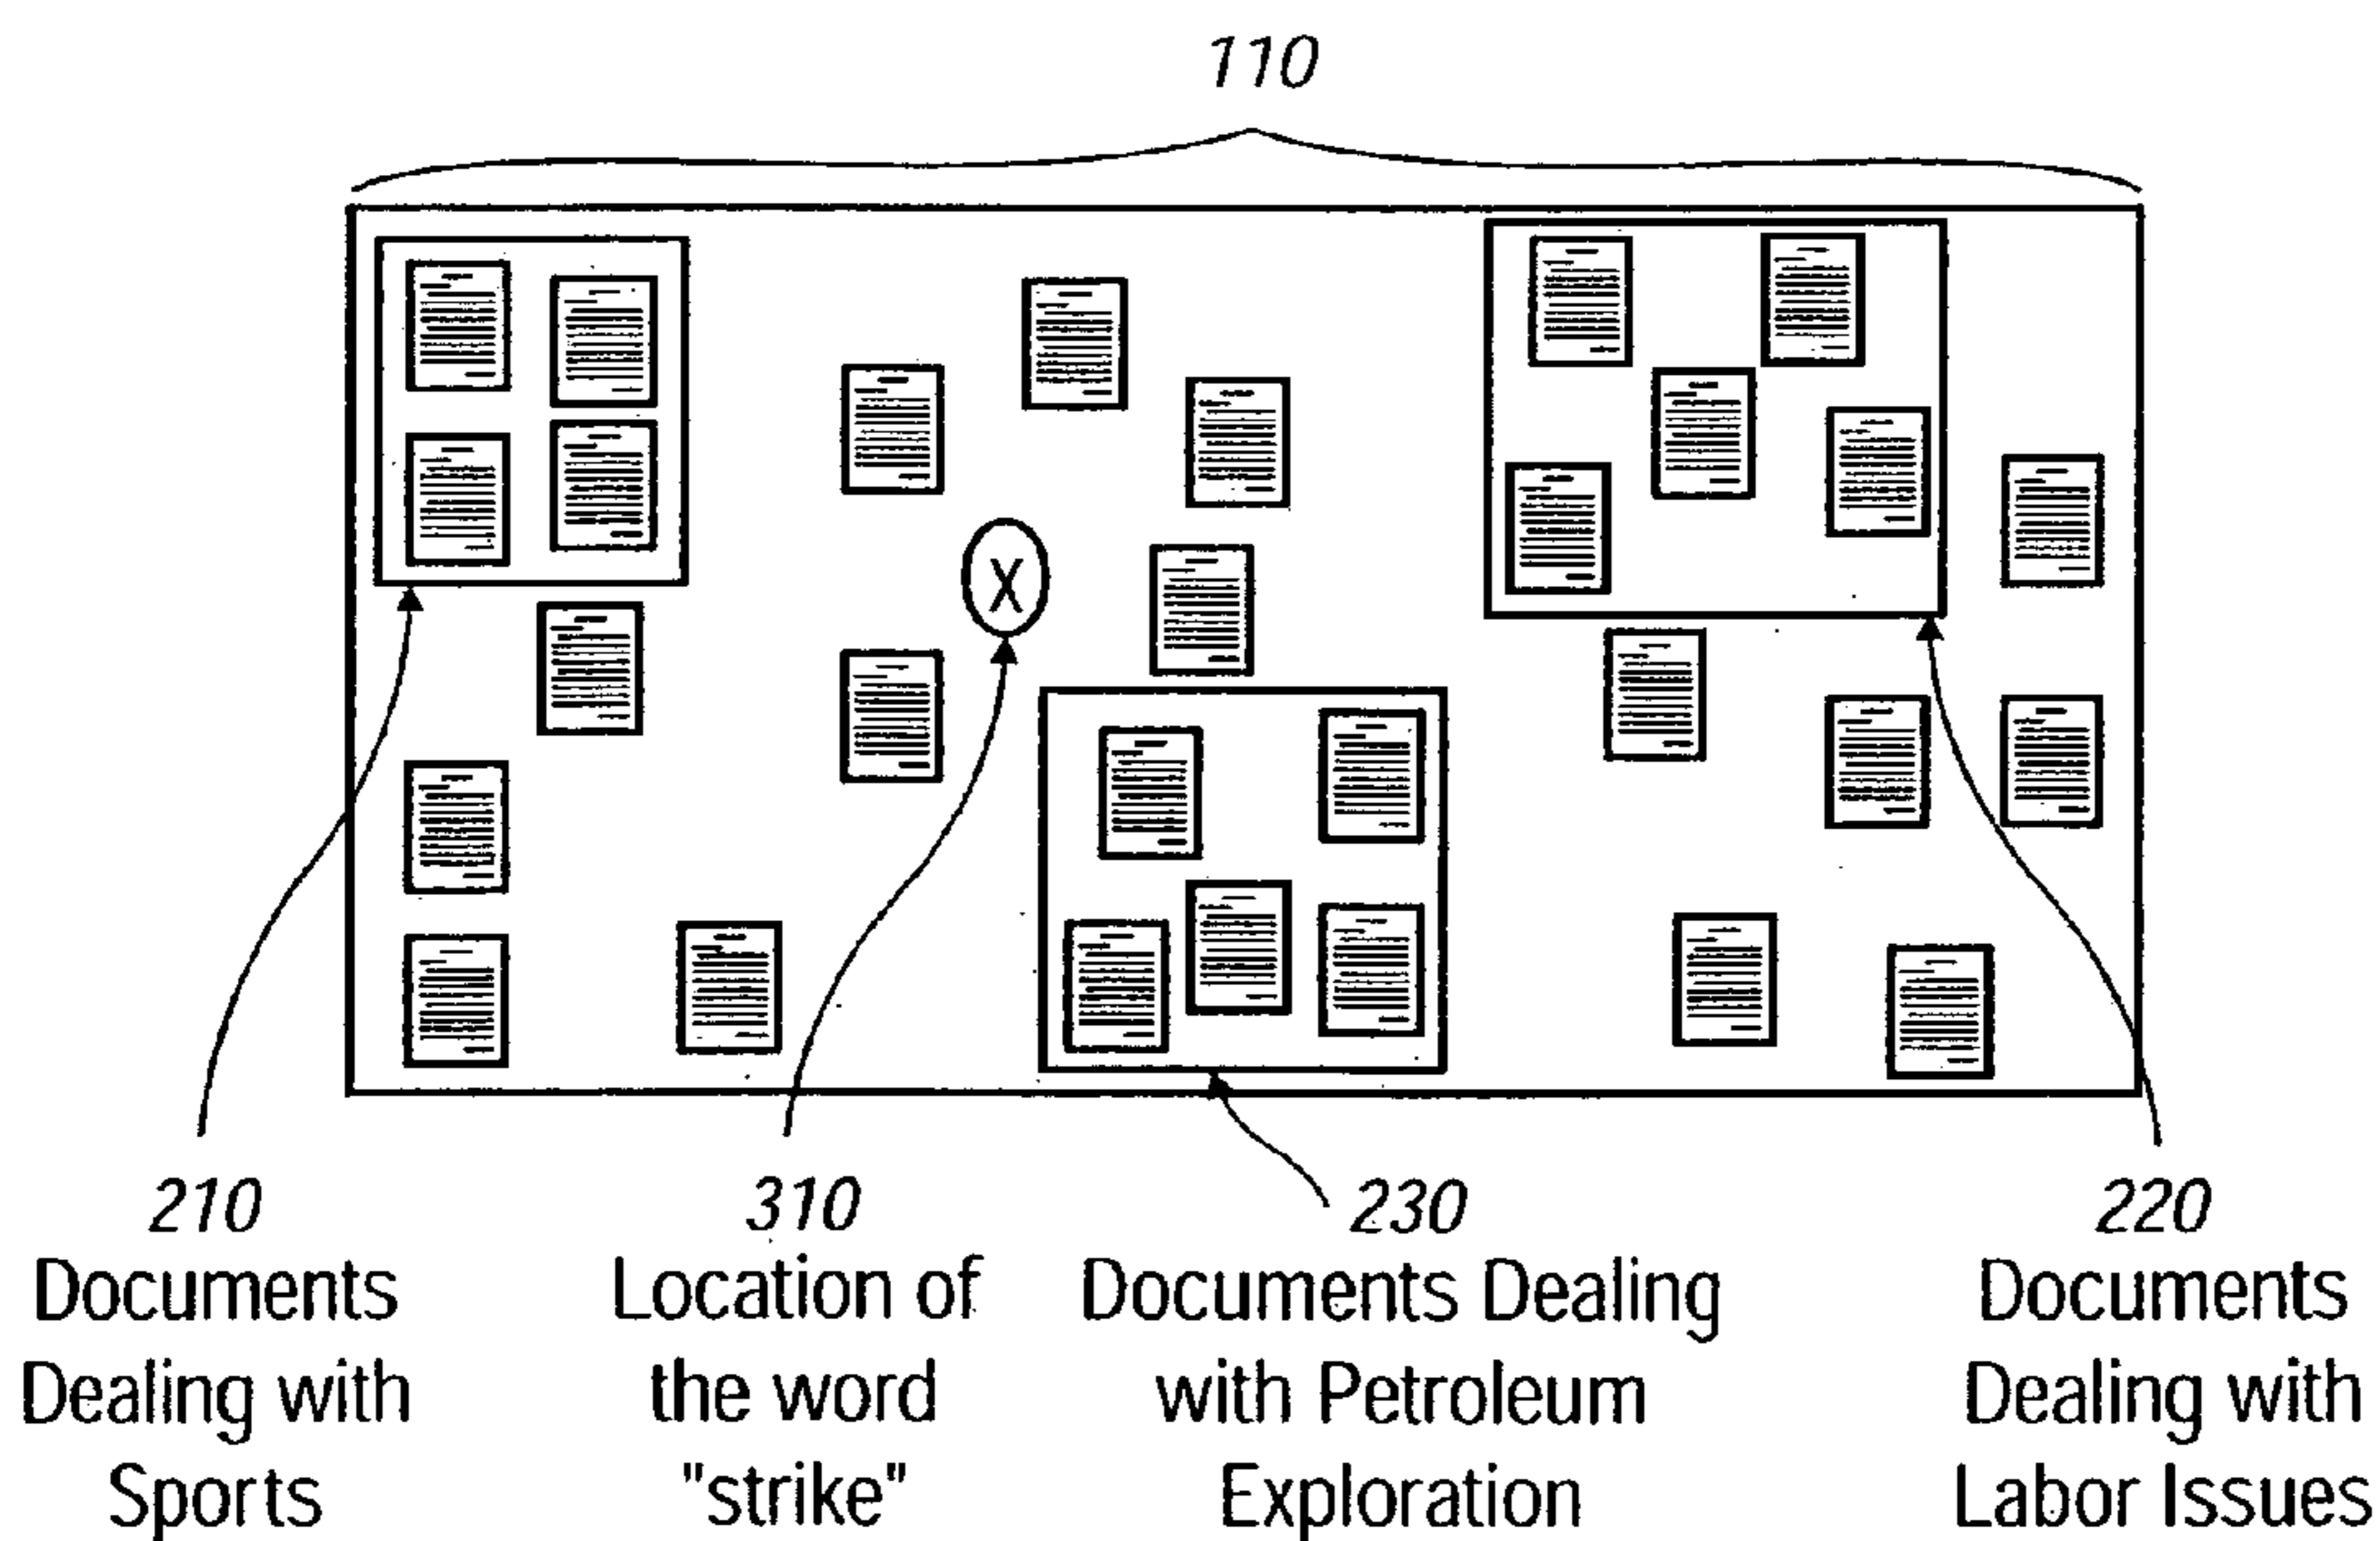 110
X
210
Documents
Dealing with
Sports
310
Location of
the word
"strike"
230
Documents Dealing
with Petroleum
Exploration
220
Documents
Dealing with
Labor Issues